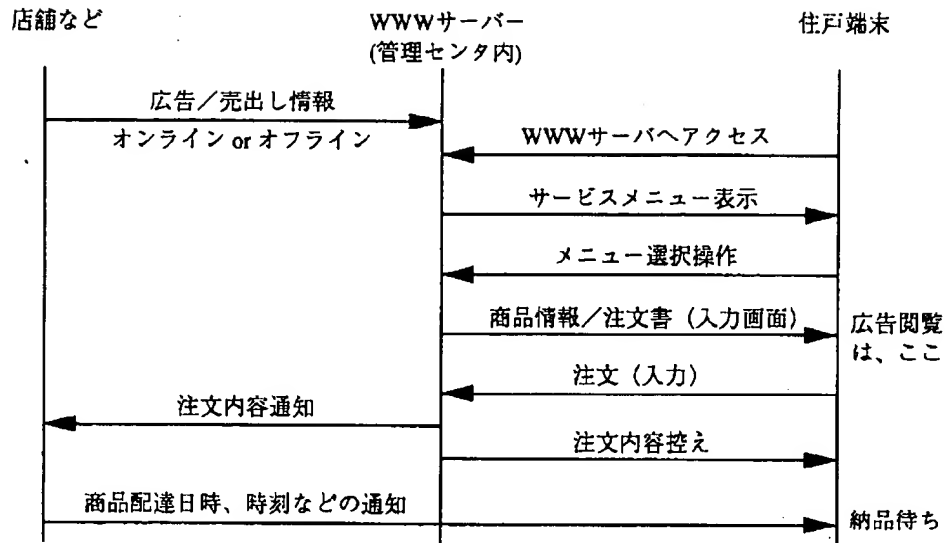 店舗など
WWWサーバー
(管理センタ内)
住戸端末
広告／売出し情報
オンライン or オフライン
WWWサーバへアクセス
サービスメニュー表示
メニュー選択操作
商品情報／注文書（入力画面）
広告閲覧
は、ここ
注文（入力）
注文内容通知
注文内容控え
商品配達日時、時刻などの通知
納品待ち